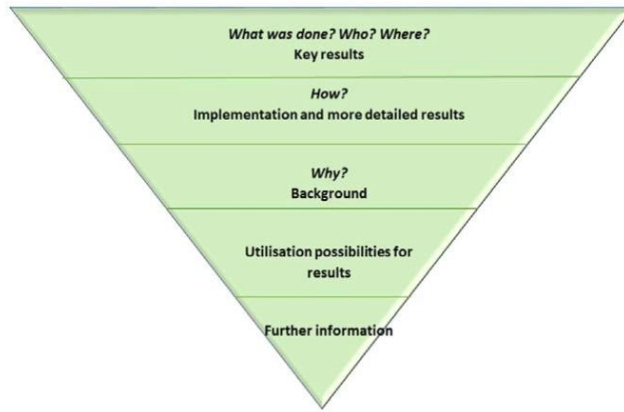 What was done? Who? Where?
Key results
How?
Implementation and more detailed results
Why?
Background
Utilisation possibilities for
results
Further information